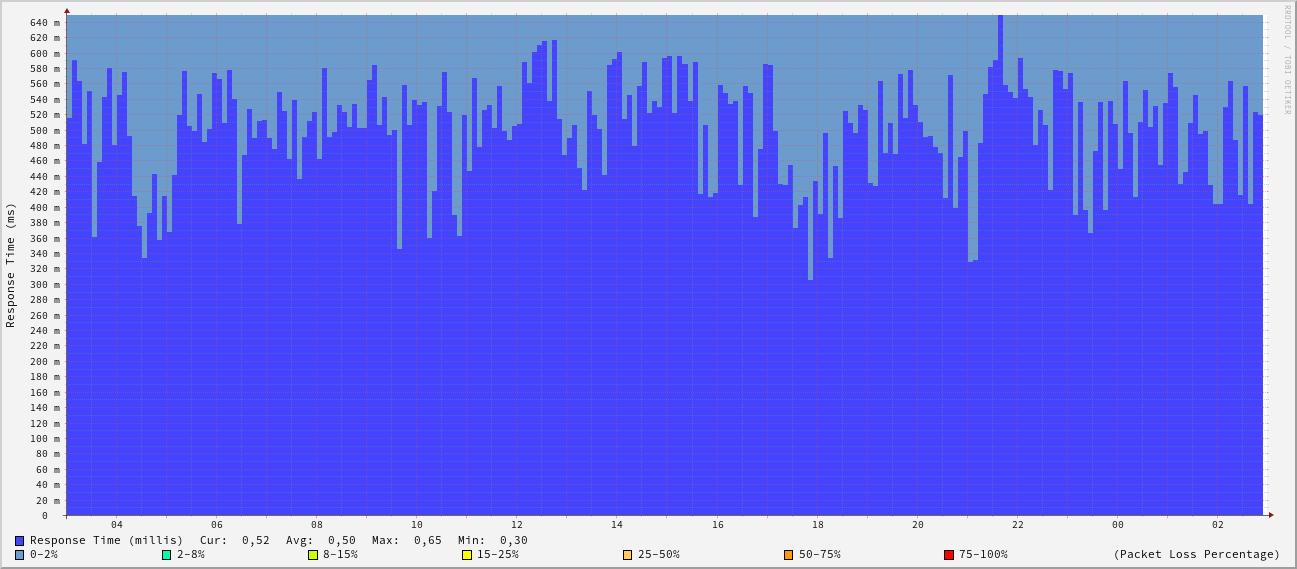 RRDTOOL / TOBI OETIKER
Response Time (ms)
640 m
620 m
600 m
580 m
560 m
540 m
520 m
500 m
480 m
460 m
440 m
420 m
400 m
380 m
360 m
340 m
320 m
300 m
280 m
260 m
240 m
220 m
200 m
180 m
160 m
140 m
120 m
100 m
80 m
60 m
40 m
20 m
0
04 06 08 10 12 14 16 18 20 22 00 02
Response Time (millis) Cur: 0,52 Avg: 0,50 Max: 0,65 Min: 0,30
0-2% 2-8% 8-15% 15-25% 25-50% 50-75% 75-100% (Packet Loss Percentage)